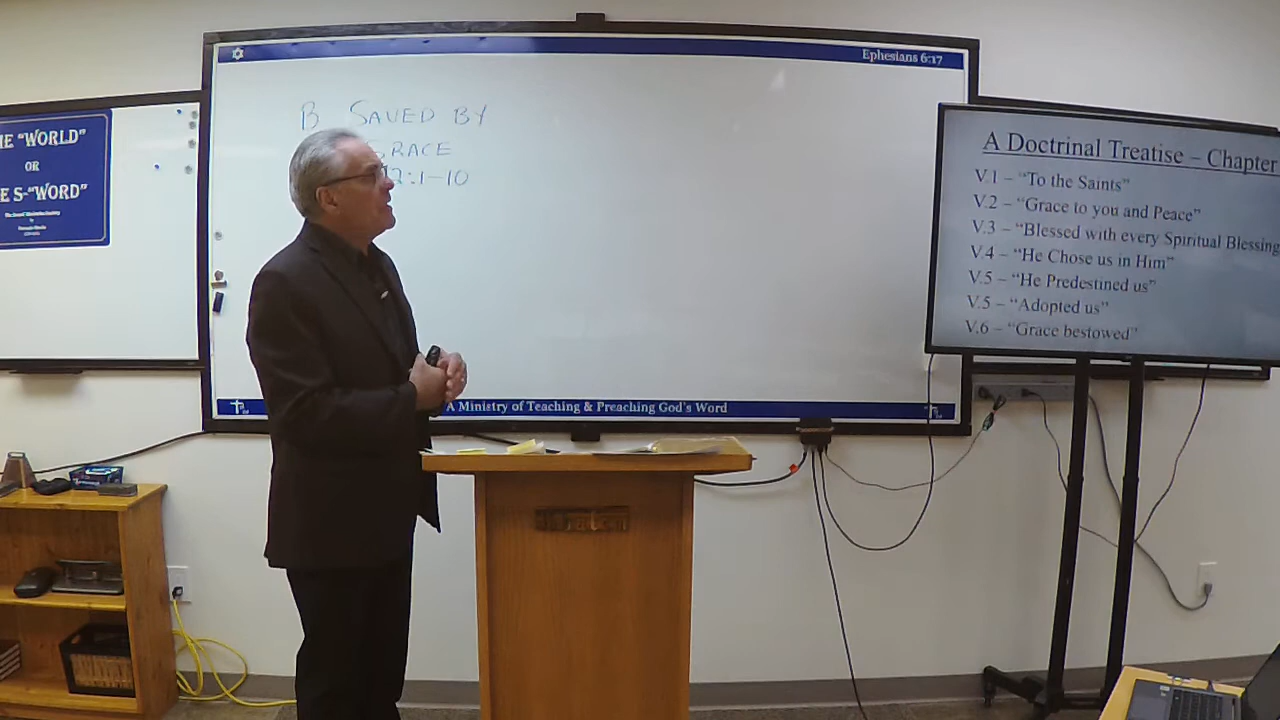 HE "WORLD"
OR
E S-"WORD"
Ephesians 6:17
B SAVED BY
GRACE
2:1-10
A Ministry of Teaching & Preaching God's Word
A Doctrinal Treatise – Chapter
V.1 – "To the Saints"
V.2 – "Grace to you and Peace"
V.3 – "Blessed with every Spiritual Blessing
V.4 – "He Chose us in Him"
V.5 – "He Predestined us"
V.5 – "Adopted us"
V.6 – "Grace bestowed"